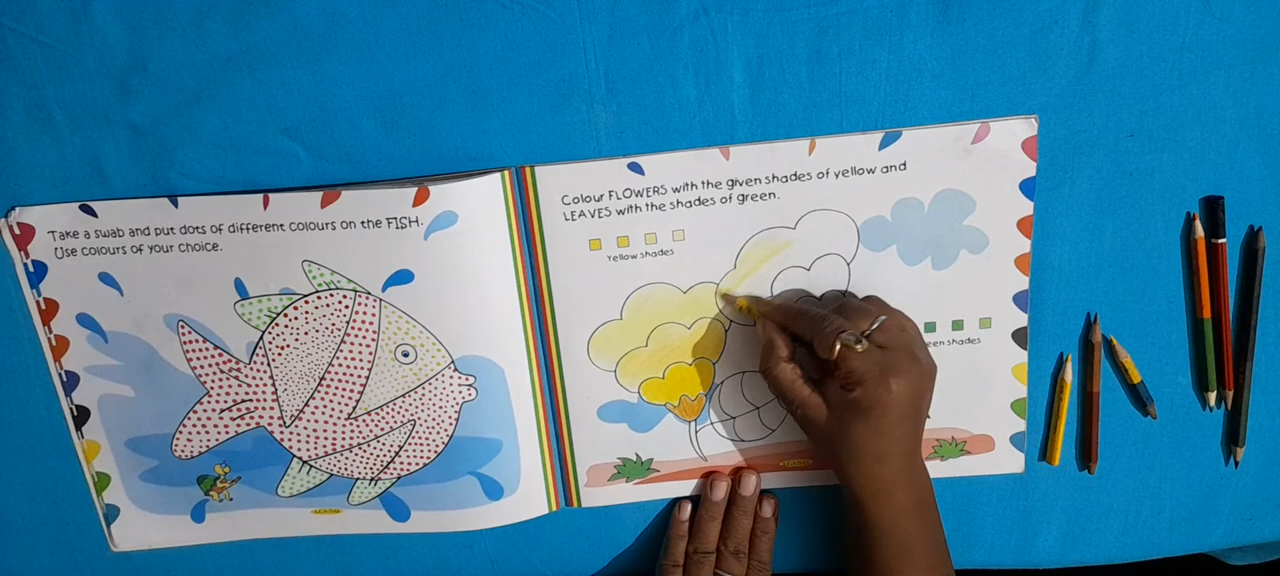 Take a swab and put dots of different colours on the FISH.
Use colours of your choice.
Colour FLOWERS with the given shades of yellow and
LEAVES with the shades of green.
Yellow shades
een shades